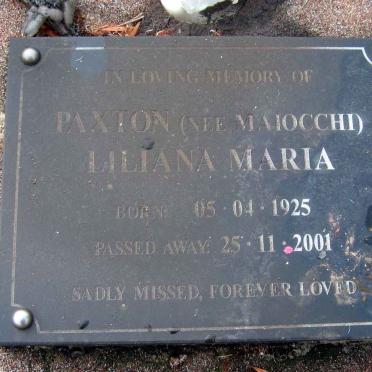 IN LOVING MEMORY OF
PAXTON (NEE MAIOCCHI)
LILIANA MARIA
BORN: 05·04·1925
PASSED AWAY: 25·11·2001
SADLY MISSED, FOREVER LOVED